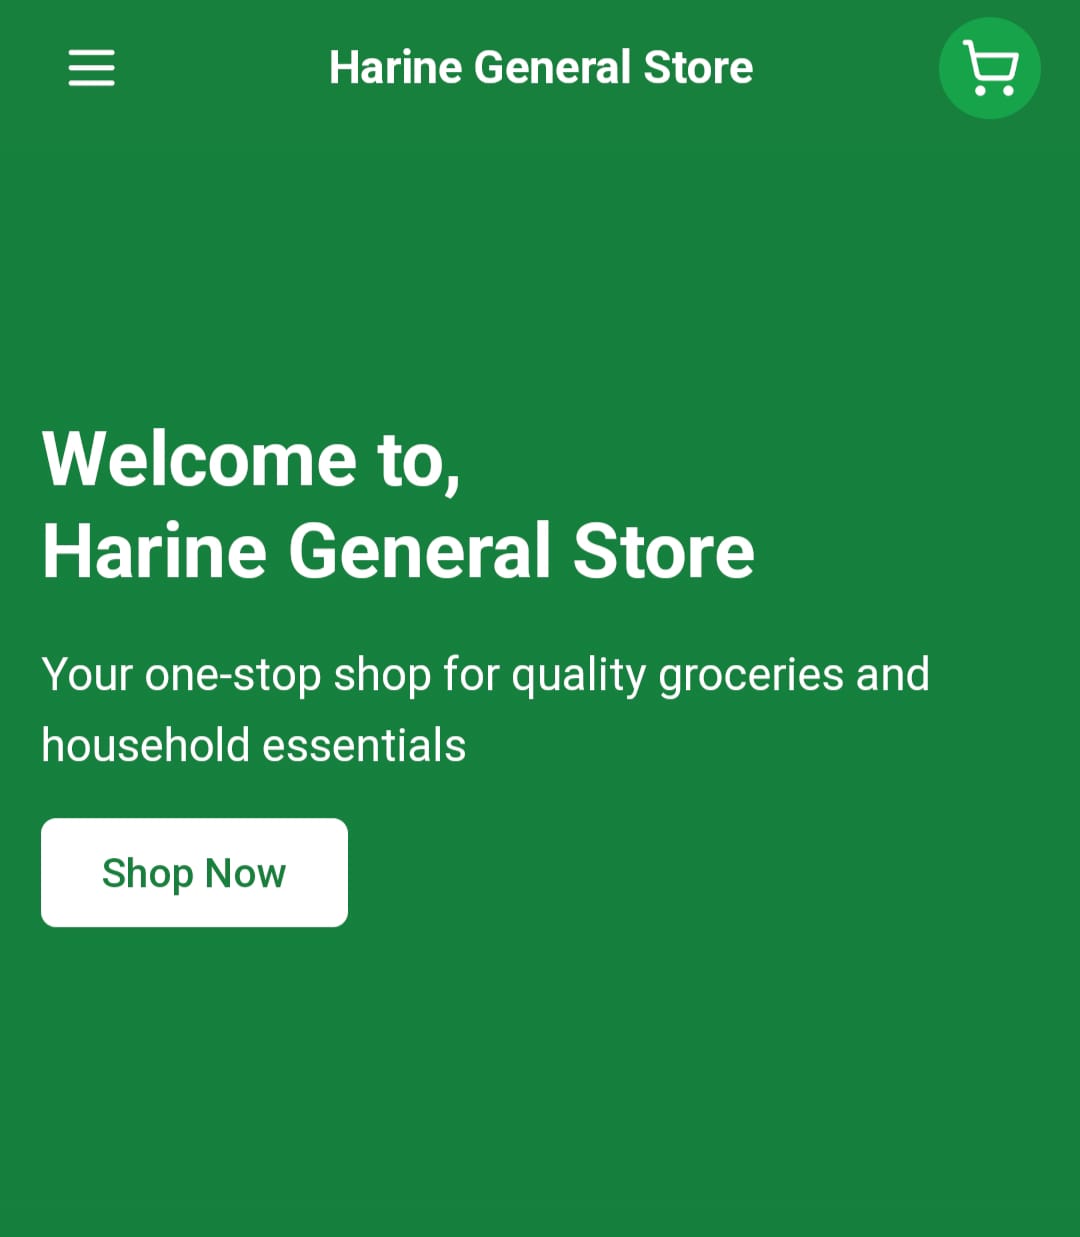 Harine General Store
Welcome to,
Harine General Store
Your one-stop shop for quality groceries and
household essentials
Shop Now